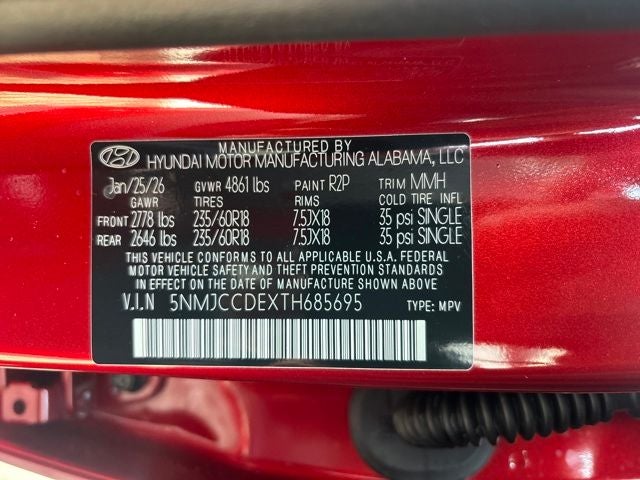 MANUFACTURED BY
HYUNDAI MOTOR MANUFACTURING ALABAMA, LLC
Jan/25/26 GVWR 4861 lbs PAINT R2P TRIM MMH
GAWR TIRES RIMS COLD TIRE INFL
FRONT 2778 lbs 235/60R18 7.5JX18 35 psi SINGLE
REAR 2646 lbs 235/60R18 7.5JX18 35 psi SINGLE
THIS VEHICLE CONFORMS TO ALL APPLICABLE U.S.A. FEDERAL
MOTOR VEHICLE SAFETY AND THEFT PREVENTION STANDARDS
IN EFFECT ON THE DATE OF MANUFACTURE SHOWN ABOVE.
V.I.N 5NMJCCDEXTH685695 TYPE: MPV